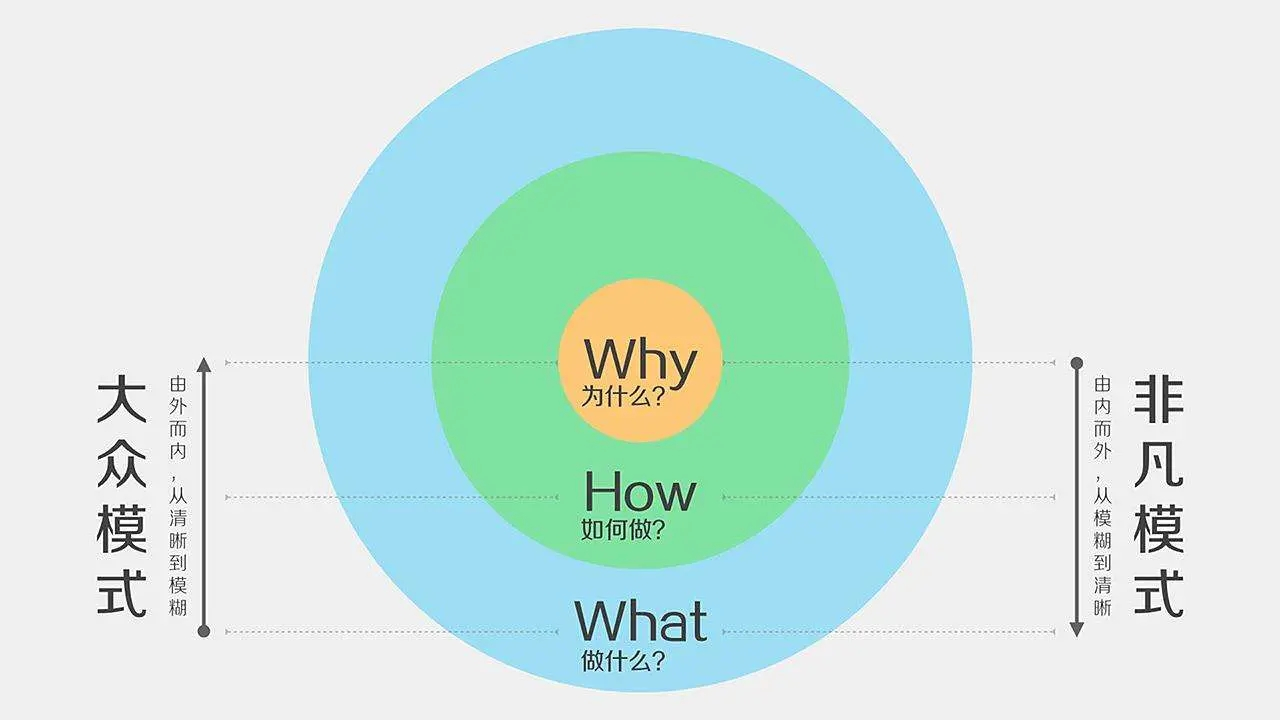 大众模式
由外而内，从清晰到模糊
Why
为什么？
How
如何做？
What
做什么？
由内而外，从模糊到清晰
非凡模式